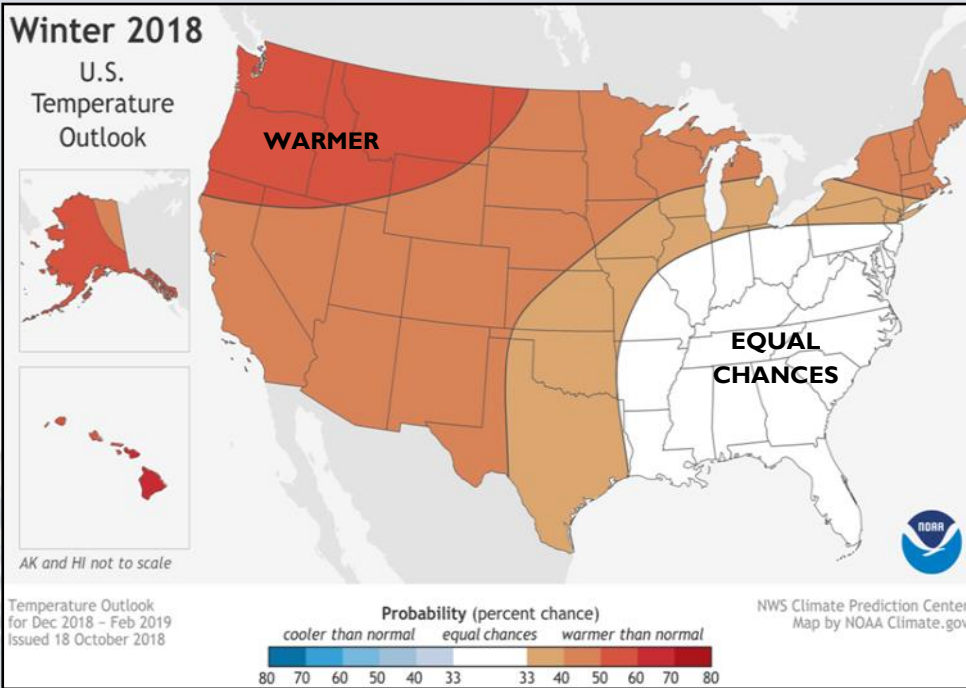 Winter 2018
U.S.
Temperature
Outlook
WARMER
EQUAL
CHANCES
AK and HI not to scale
NOAA
Temperature Outlook
for Dec 2018 – Feb 2019
Issued 18 October 2018
Probability (percent chance)
cooler than normal equal chances warmer than normal
80 70 60 50 40 33 33 40 50 60 70 80
NWS Climate Prediction Center
Map by NOAA Climate.gov